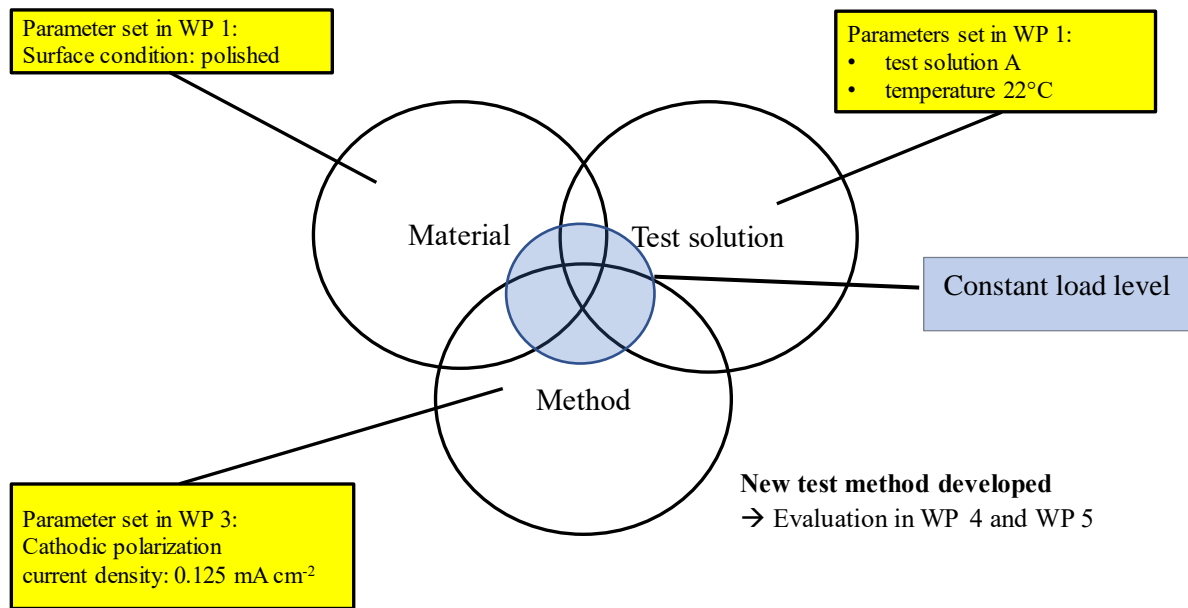 Parameter set in WP 1:
Surface condition: polished
Parameters set in WP 1:
• test solution A
• temperature 22°C
Material
Test solution
Constant load level
Method
Parameter set in WP 3:
Cathodic polarization
current density: 0.125 mA cm⁻²
New test method developed
→ Evaluation in WP 4 and WP 5